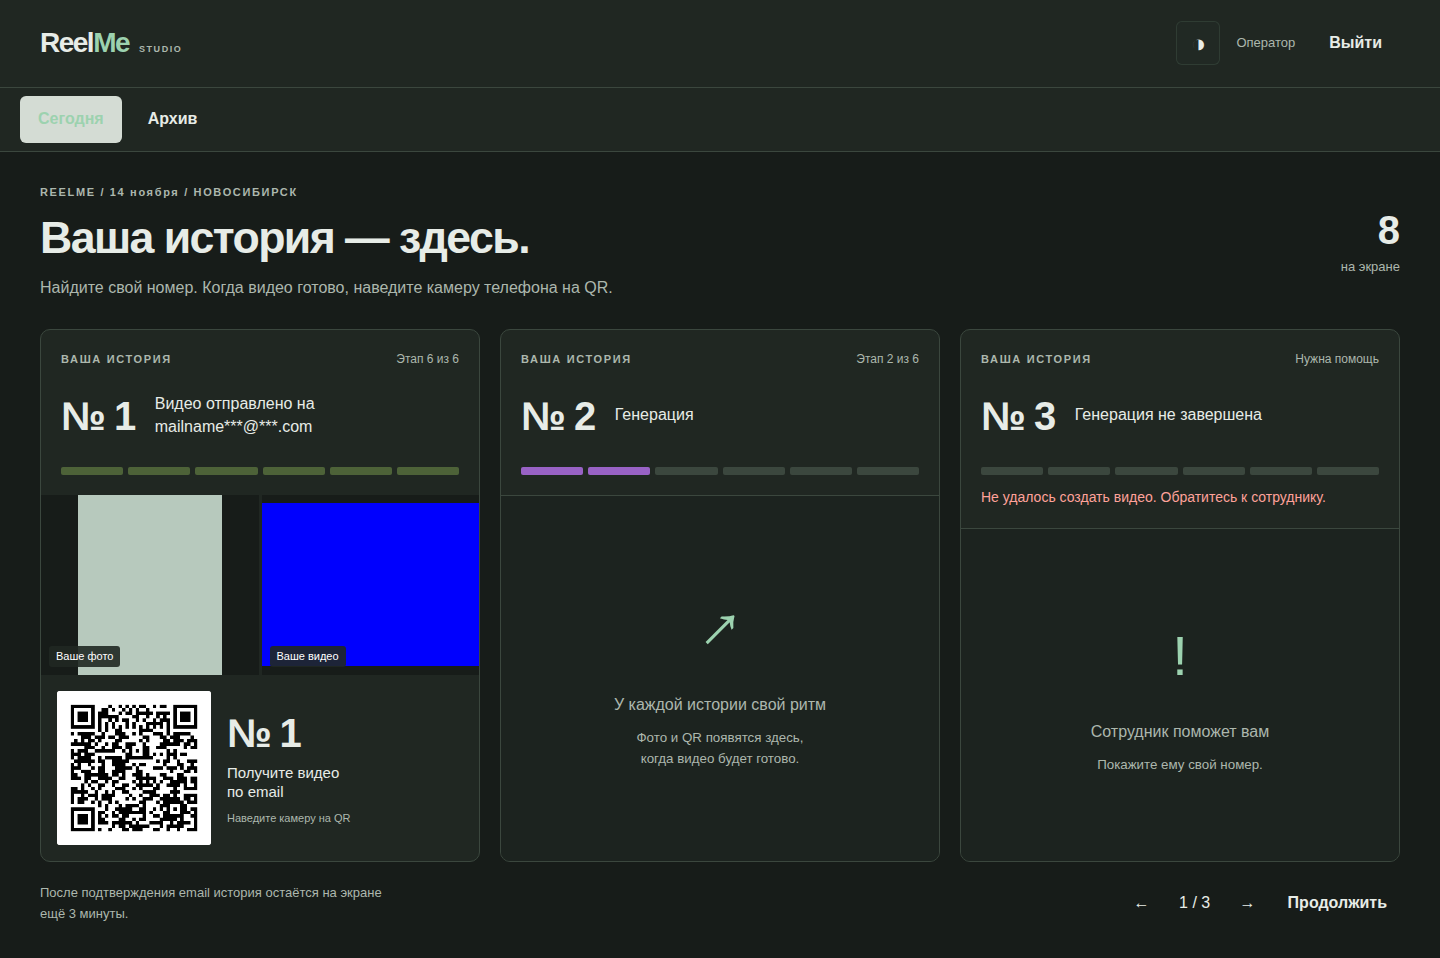 ReelMe STUDIO
Оператор
Выйти
Сегодня
Архив
REELME / 14 ноября / НОВОСИБИРСК
Ваша история — здесь.
Найдите свой номер. Когда видео готово, наведите камеру телефона на QR.
8
на экране
ВАША ИСТОРИЯ
Этап 6 из 6
№ 1
Видео отправлено на
mailname***@***.com
Ваше фото
Ваше видео
№ 1
Получите видео
по email
Наведите камеру на QR
ВАША ИСТОРИЯ
Этап 2 из 6
№ 2
Генерация
↗
У каждой истории свой ритм
Фото и QR появятся здесь,
когда видео будет готово.
ВАША ИСТОРИЯ
Нужна помощь
№ 3
Генерация не завершена
Не удалось создать видео. Обратитесь к сотруднику.
!
Сотрудник поможет вам
Покажите ему свой номер.
После подтверждения email история остаётся на экране
ещё 3 минуты.
← 1 / 3 →
Продолжить